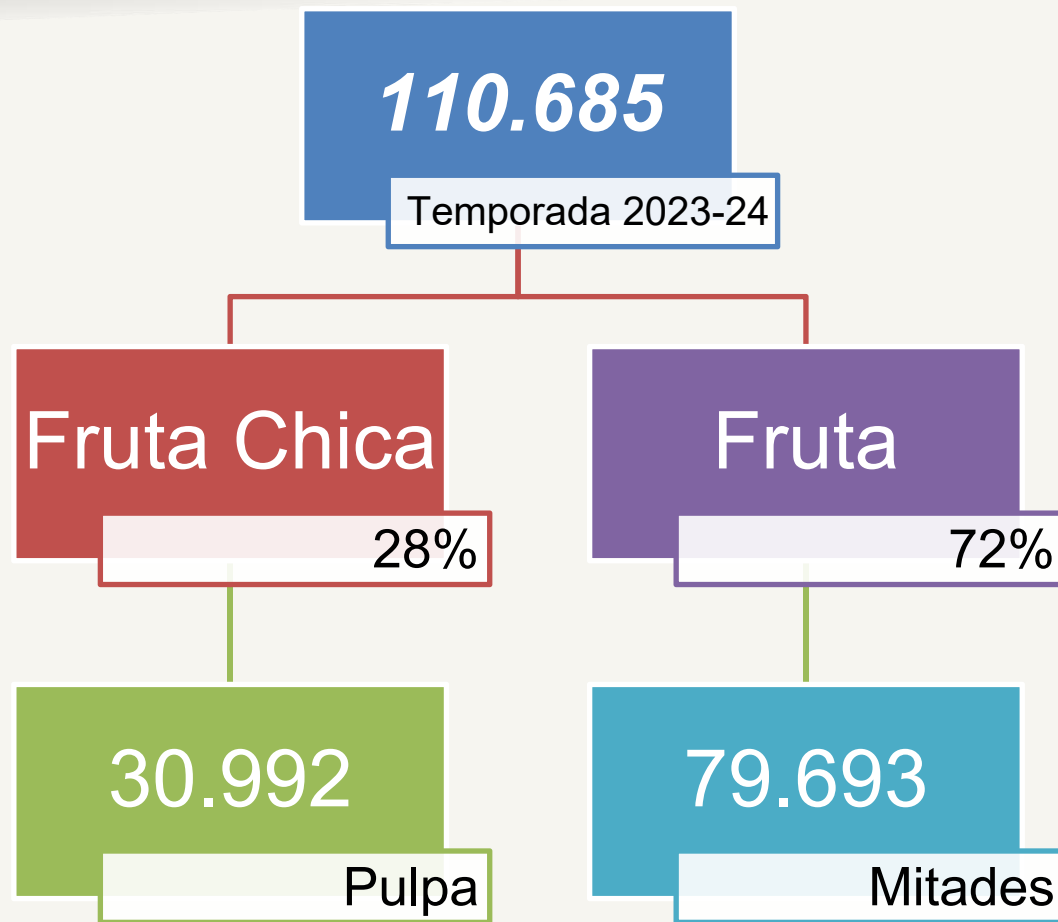 110.685
Temporada 2023-24
Fruta Chica
28%
Fruta
72%
30.992
Pulpa
79.693
Mitades